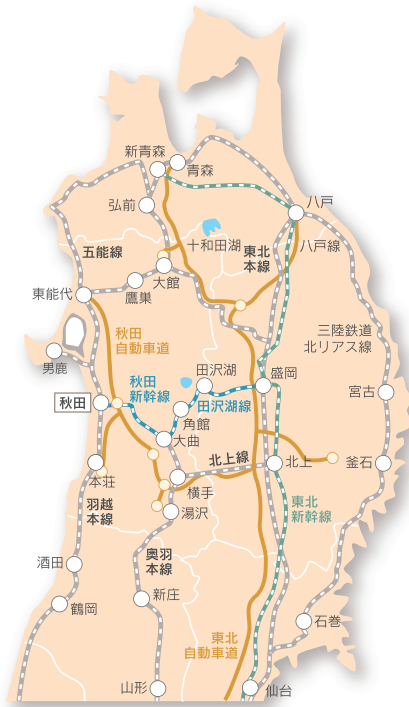 新青森
青森
弘前
八戸
五能線
十和田湖
東北
本線
八戸線
大館
鷹巣
東能代
三陸鉄道
北リアス線
秋田
自動車道
男鹿
秋田
新幹線
田沢湖
盛岡
秋田
田沢湖線
宮古
角館
大曲
北上線
北上
釜石
本荘
横手
羽越
本線
湯沢
東北
新幹線
酒田
奥羽
本線
新庄
鶴岡
石巻
東北
自動車道
山形
仙台